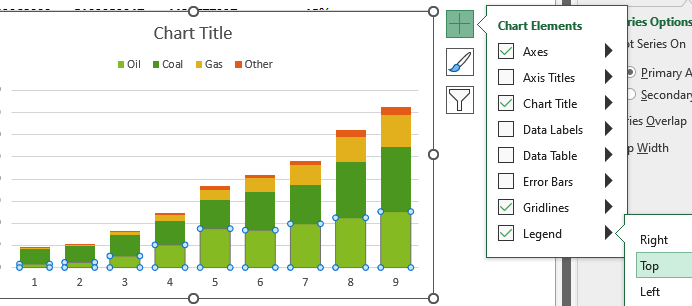 Chart Title
Oil Coal Gas Other
1 2 3 4 5 6 7 8 9
Chart Elements
Axes
Axis Titles
Chart Title
Data Labels
Data Table
Error Bars
Gridlines
Legend
Right
Top
Left
ries Options
ot Series On
Primary A
Secondary
ries Overlap
p Width